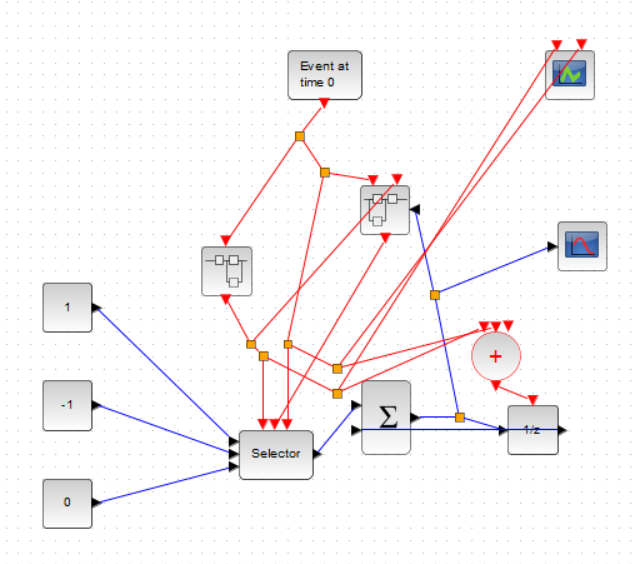 Event at
time 0
1
+
-1
Σ
Selector
1/z
0